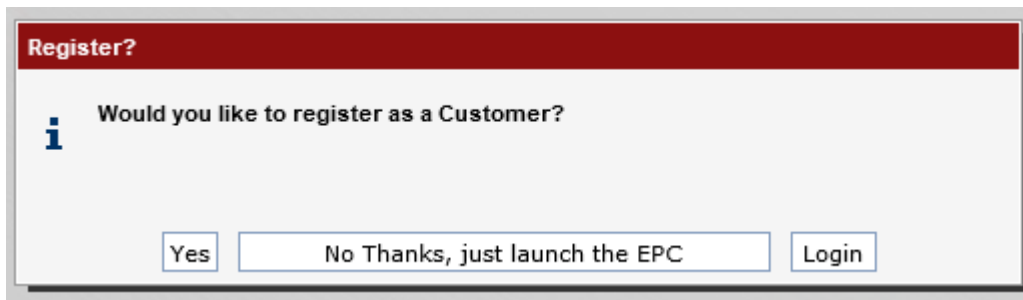 Register?
Would you like to register as a Customer?
Yes No Thanks, just launch the EPC Login